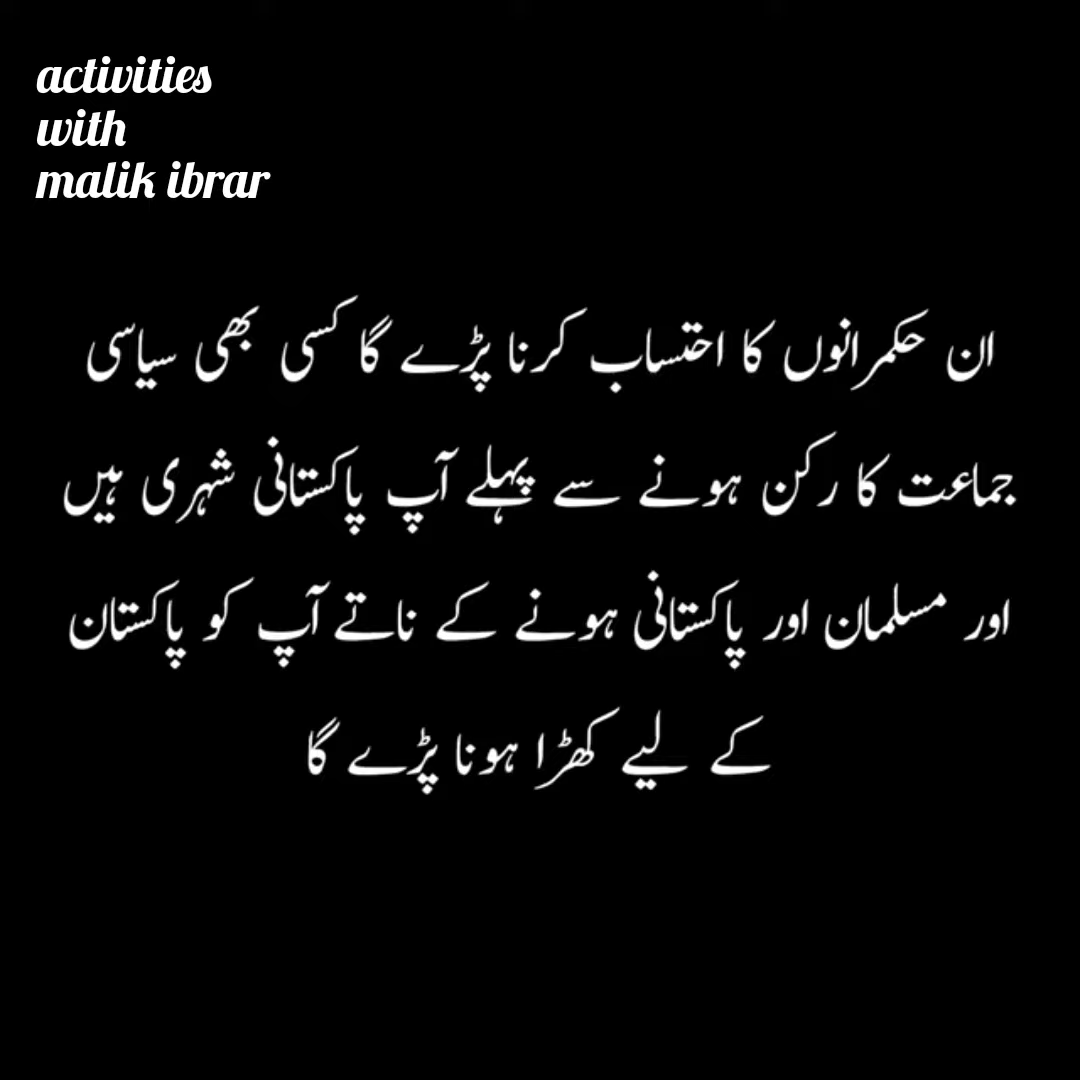 activities
with
malik ibrar
ان حکمرانوں کا احتساب کرنا پڑے گا کسی بھی سیاسی
جماعت کا رکن ہونے سے پہلے آپ پاکستانی شہری ہیں
اور مسلمان اور پاکستانی ہونے کے ناتے آپ کو پاکستان
کے لیے کھڑا ہونا پڑے گا